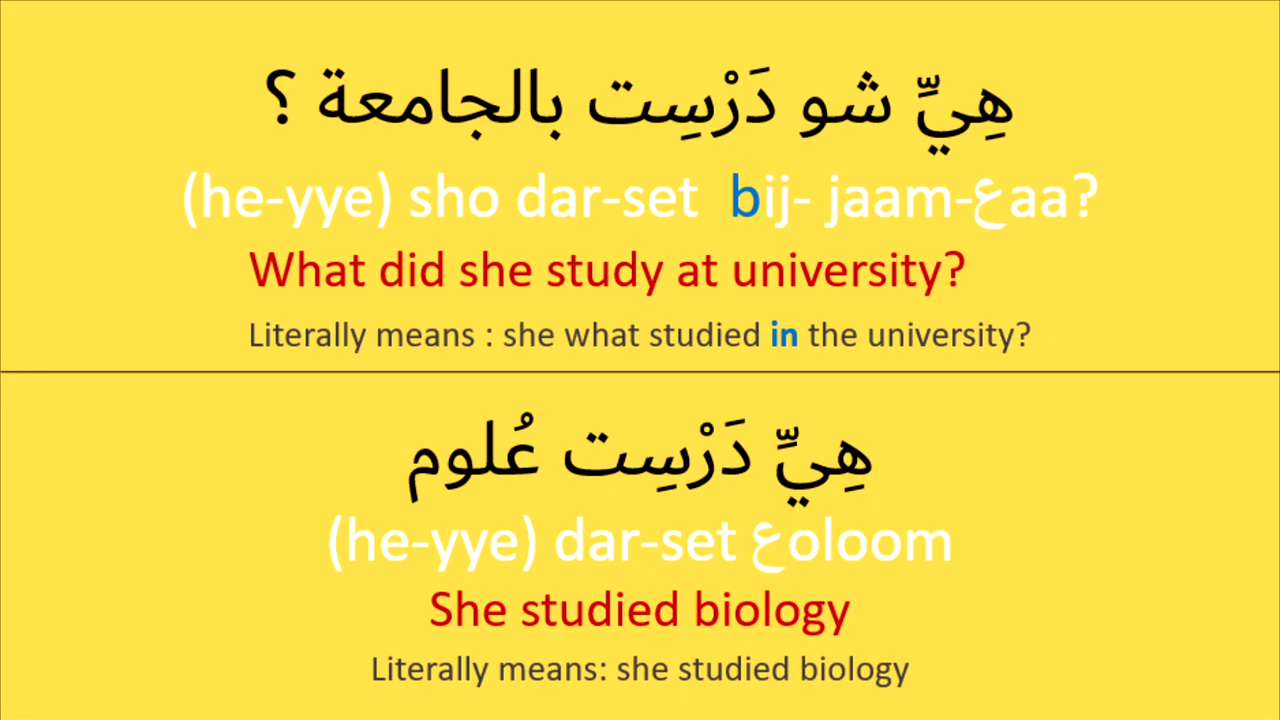 هِيِّ شو دَرْسِت بالجامعة ؟
(he-yye) sho dar-set bij- jaam-عaa?
What did she study at university?
Literally means : she what studied in the university?
هِيِّ دَرْسِت عُلوم
(he-yye) dar-set عoloom
She studied biology
Literally means: she studied biology